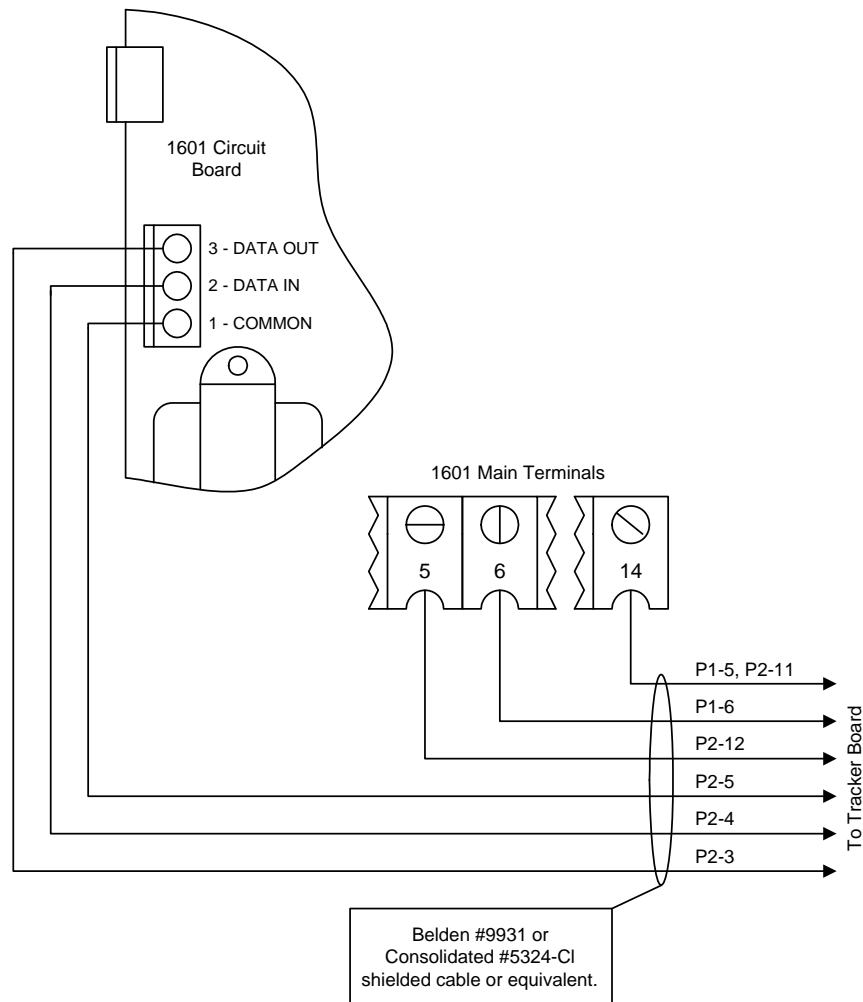 1601 Circuit
Board
3 - DATA OUT
2 - DATA IN
1 - COMMON
1601 Main Terminals
5
6
14
P1-5, P2-11
P1-6
P2-12
P2-5
P2-4
P2-3
To Tracker Board
Belden #9931 or
Consolidated #5324-CI
shielded cable or equivalent.